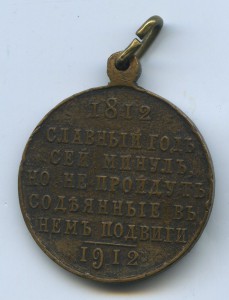 1812
СЛАВНЫЙ ГОДЪ
СЕЙ МИНУЛЪ,
НО НЕ ПРОЙДУТЪ
СОДѢЯННЫЕ ВЪ
НЕМЪ ПОДВИГИ
1912